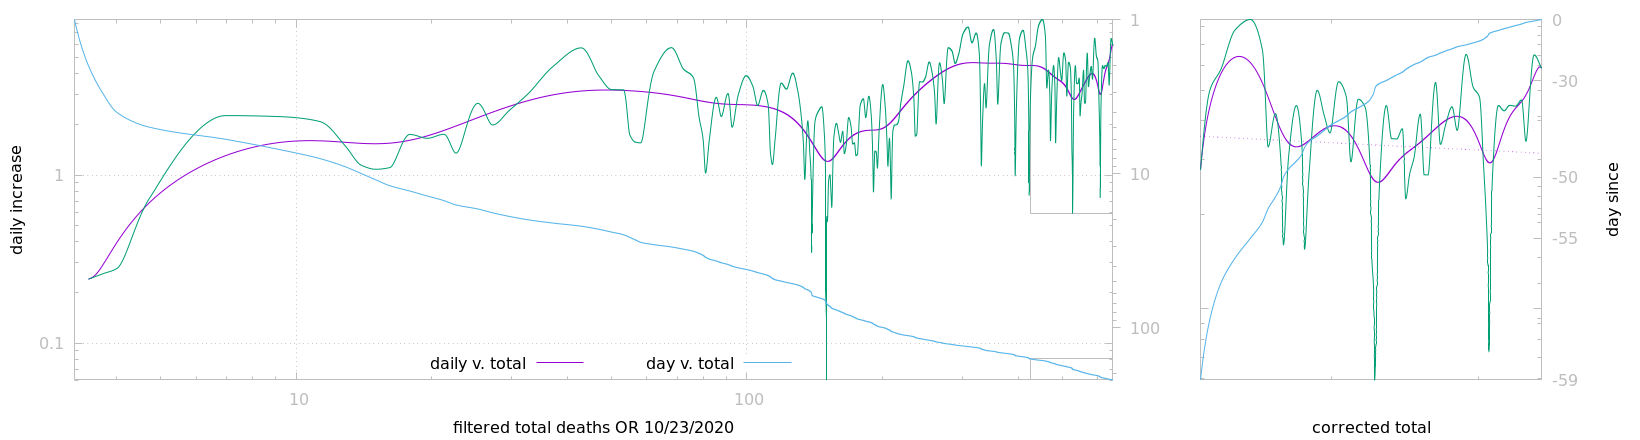 1
0.1
daily increase
10
100
filtered total deaths OR 10/23/2020
daily v. total
day v. total
1
10
100
0
-30
-50
-55
-59
day since
corrected total